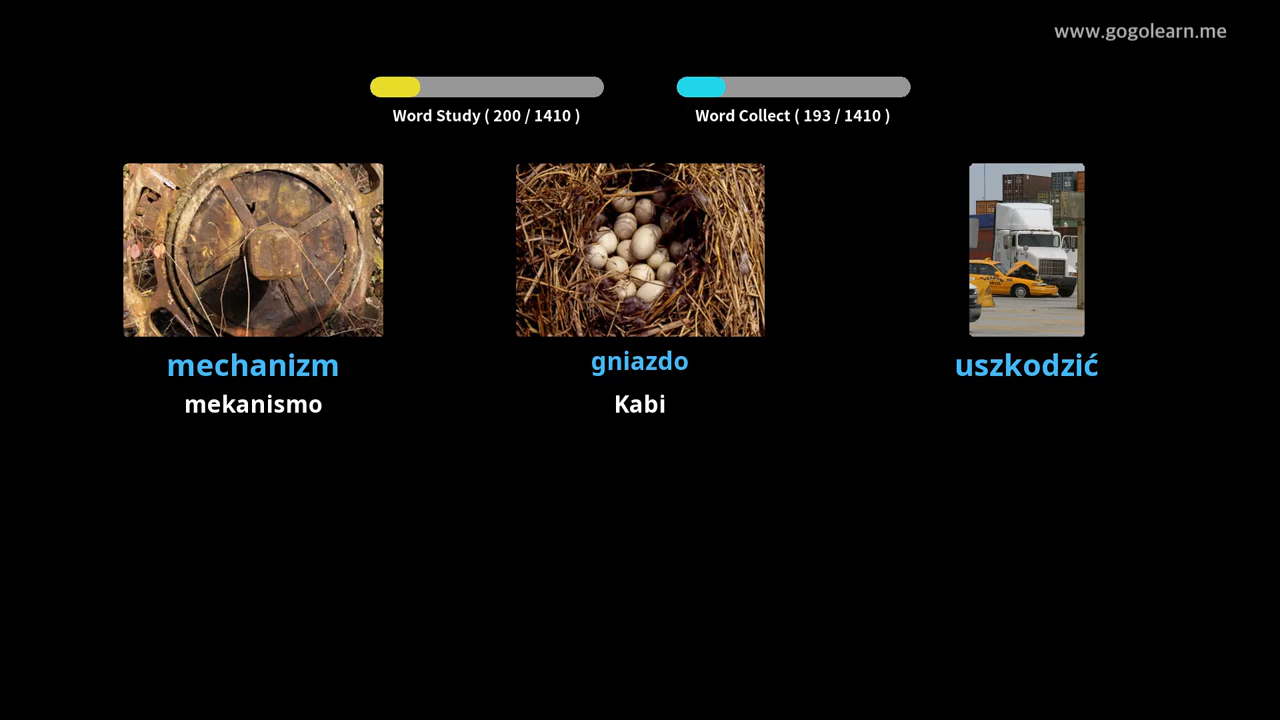 www.gogolearn.me
Word Study ( 200 / 1410 )
Word Collect ( 193 / 1410 )
mechanizm
mekanismo
gniazdo
Kabi
uszkodzić